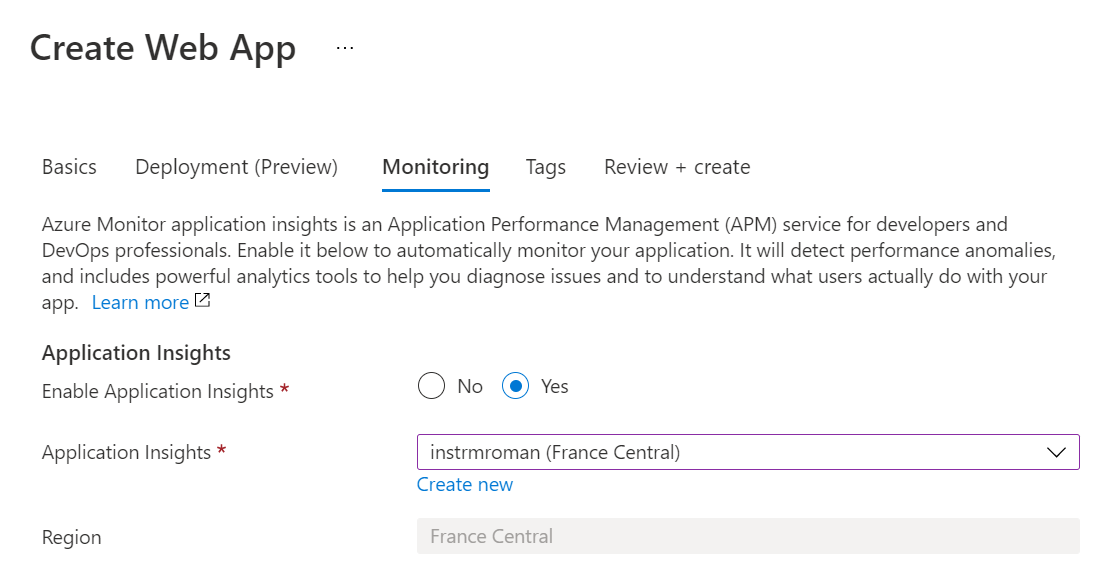 Create Web App ...
Basics Deployment (Preview) Monitoring Tags Review + create
Azure Monitor application insights is an Application Performance Management (APM) service for developers and
DevOps professionals. Enable it below to automatically monitor your application. It will detect performance anomalies,
and includes powerful analytics tools to help you diagnose issues and to understand what users actually do with your
app. Learn more
Application Insights
Enable Application Insights * No Yes
Application Insights * instrmroman (France Central)
Create new
Region France Central